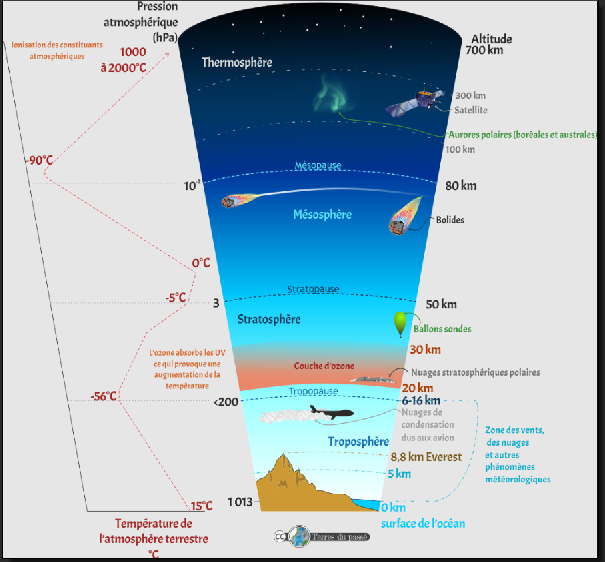 Pression
atmosphérique
(hPa)
Altitude
700 km
Ionisation des constituants
atmosphériques
1000
à 2000°C
Thermosphère
300 km
Satellite
Aurores polaires (boréales et australes)
100 km
-90°C
Mésopause
80 km
Mésosphère
Bolides
0°C
-5°C
3
Stratopause
50 km
Stratosphère
Ballons sondes
30 km
L'ozone absorbe les UV
ce qui provoque une
augmentation de la
température
Couche d'ozone
Nuages stratosphériques polaires
20 km
-56°C
<200
Tropopause
6-16 km
Nuages de
condensation
dus aux avion
Troposphère
Zone des vents,
des nuages
et autres
phénomènes
météorologiques
8,8 km Everest
5 km
15°C
1 013
0 km
surface de l'océan
Température de
l'atmosphère terrestre
°C
Terres du passé